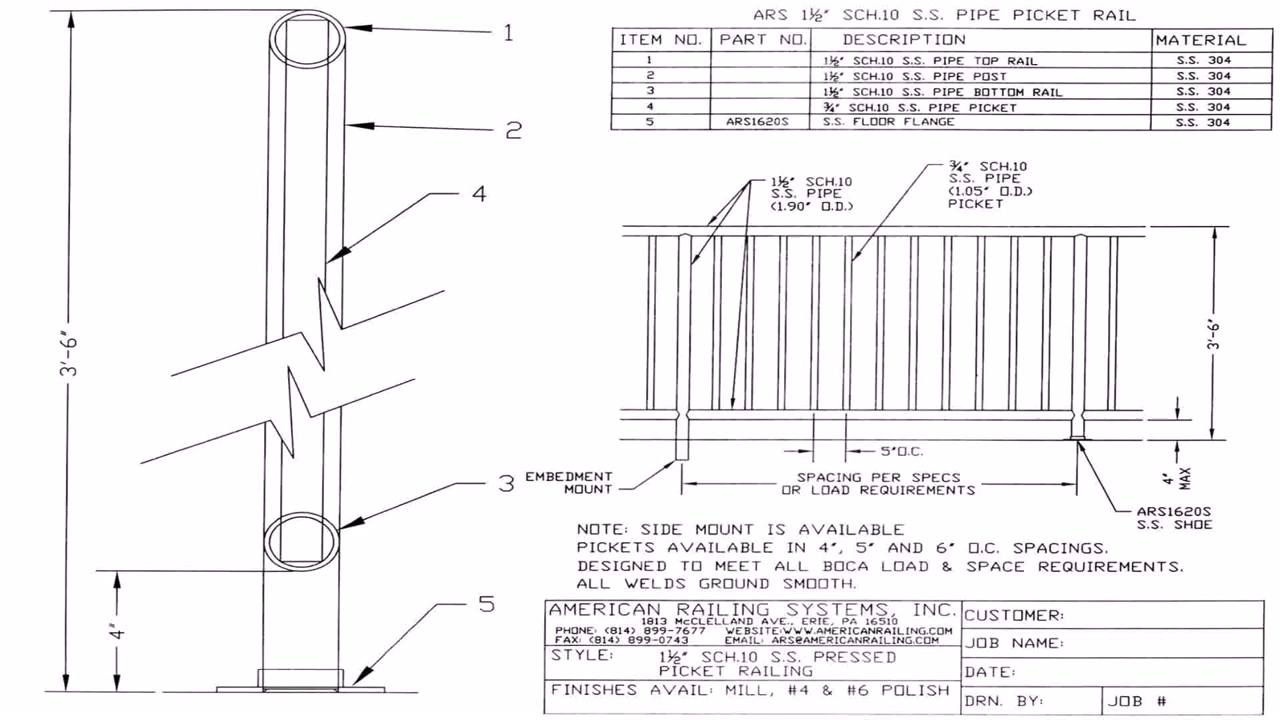 ARS 1½" SCH.10 S.S. PIPE PICKET RAIL
ITEM NO. PART NO. DESCRIPTION MATERIAL
1 1½" SCH.10 S.S. PIPE TOP RAIL S.S. 304
2 1½" SCH.10 S.S. PIPE POST S.S. 304
3 1½" SCH.10 S.S. PIPE BOTTOM RAIL S.S. 304
4 ¾" SCH.10 S.S. PIPE PICKET S.S. 304
5 ARS1620S S.S. FLOOR FLANGE S.S. 304
1
2
4
3
5
3'-6"
4"
1½" SCH.10
S.S. PIPE
(1.90" O.D.)
¾" SCH.10
S.S. PIPE
(1.05" O.D.)
PICKET
3'-6"
5"O.C.
4"
MAX
EMBEDMENT
MOUNT
SPACING PER SPECS
OR LOAD REQUIREMENTS
ARS1620S
S.S. SHOE
NOTE: SIDE MOUNT IS AVAILABLE
PICKETS AVAILABLE IN 4", 5" AND 6" O.C. SPACINGS.
DESIGNED TO MEET ALL BOCA LOAD & SPACE REQUIREMENTS.
ALL WELDS GROUND SMOOTH.
AMERICAN RAILING SYSTEMS, INC.
1813 McCLELLAND AVE., ERIE, PA 16510
PHONE: (814) 899-7677 WEBSITE:WWW.AMERICANRAILING.COM
FAX: (814) 899-0743 EMAIL: ARS@AMERICANRAILING.COM
STYLE: 1½" SCH.10 S.S. PRESSED
PICKET RAILING
FINISHES AVAIL: MILL, #4 & #6 POLISH
CUSTOMER:
JOB NAME:
DATE:
DRN. BY: JOB #